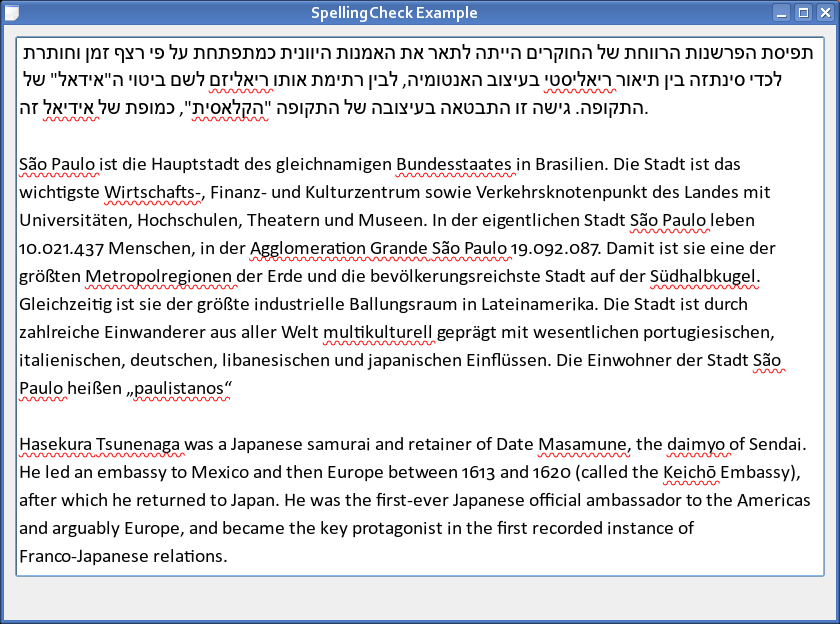 SpellingCheck Example
תפיסת הפרשנות הרווחת של החוקרים הייתה לתאר את האמנות היוונית כמתפתחת על פי רצף זמן וחותרת
לכדי סינתזה בין תיאור ריאליסטי בעיצוב האנטומיה, לבין רתימת אותו ריאליזם לשם ביטוי ה"אידאל" של
התקופה. גישה זו התבטאה בעיצובה של התקופה "הקלאסית", כמופת של אידיאל זה.
São Paulo ist die Hauptstadt des gleichnamigen Bundesstaates in Brasilien. Die Stadt ist das
wichtigste Wirtschafts-, Finanz- und Kulturzentrum sowie Verkehrsknotenpunkt des Landes mit
Universitäten, Hochschulen, Theatern und Museen. In der eigentlichen Stadt São Paulo leben
10.021.437 Menschen, in der Agglomeration Grande São Paulo 19.092.087. Damit ist sie eine der
größten Metropolregionen der Erde und die bevölkerungsreichste Stadt auf der Südhalbkugel.
Gleichzeitig ist sie der größte industrielle Ballungsraum in Lateinamerika. Die Stadt ist durch
zahlreiche Einwanderer aus aller Welt multikulturell geprägt mit wesentlichen portugiesischen,
italienischen, deutschen, libanesischen und japanischen Einflüssen. Die Einwohner der Stadt São
Paulo heißen „paulistanos“
Hasekura Tsunenaga was a Japanese samurai and retainer of Date Masamune, the daimyo of Sendai.
He led an embassy to Mexico and then Europe between 1613 and 1620 (called the Keichō Embassy),
after which he returned to Japan. He was the first-ever Japanese official ambassador to the Americas
and arguably Europe, and became the key protagonist in the first recorded instance of
Franco-Japanese relations.